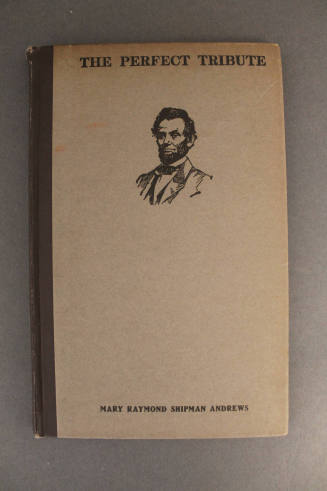 THE PERFECT TRIBUTE
MARY RAYMOND SHIPMAN ANDREWS